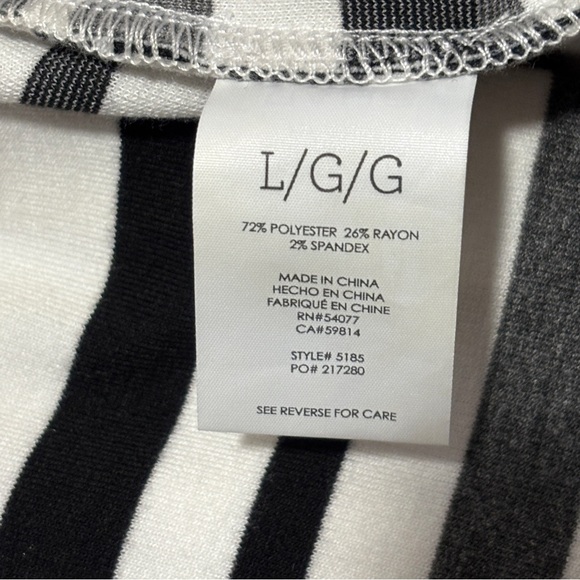 L/G/G
72% POLYESTER 26% RAYON
2% SPANDEX
MADE IN CHINA
HECHO EN CHINA
FABRIQUÉ EN CHINE
RN#54077
CA#59814
STYLE# 5185
PO# 217280
SEE REVERSE FOR CARE